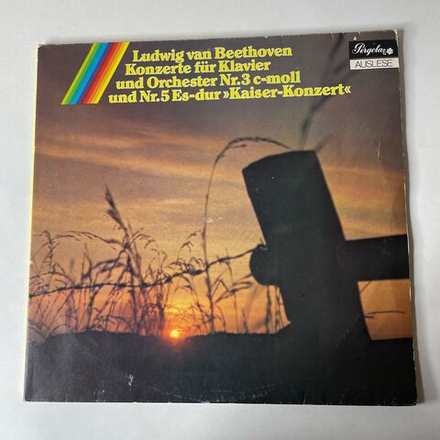 Ludwig van Beethoven
Konzerte für Klavier
und Orchester Nr.3 c-moll
und Nr.5 Es-dur »Kaiser-Konzert«
Pergola
AUSLESE